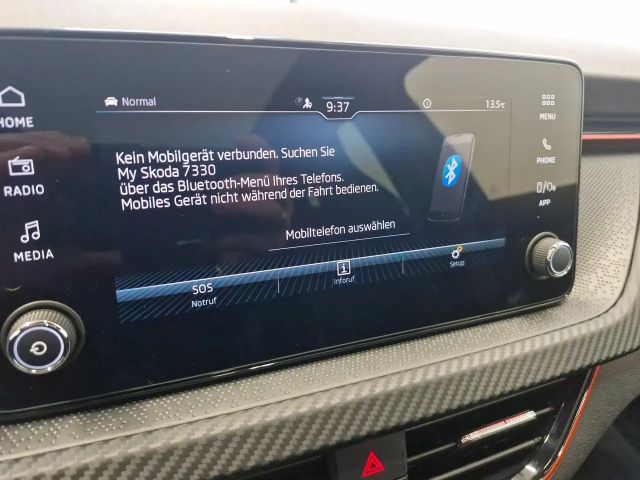 Normal
9:37
13.5°C
HOME
RADIO
MEDIA
Kein Mobilgerät verbunden. Suchen Sie
My Skoda 7330
über das Bluetooth-Menü Ihres Telefons.
Mobiles Gerät nicht während der Fahrt bedienen.
Mobiltelefon auswählen
SOS
Notruf
Inforuf
Setup
MENU
PHONE
APP